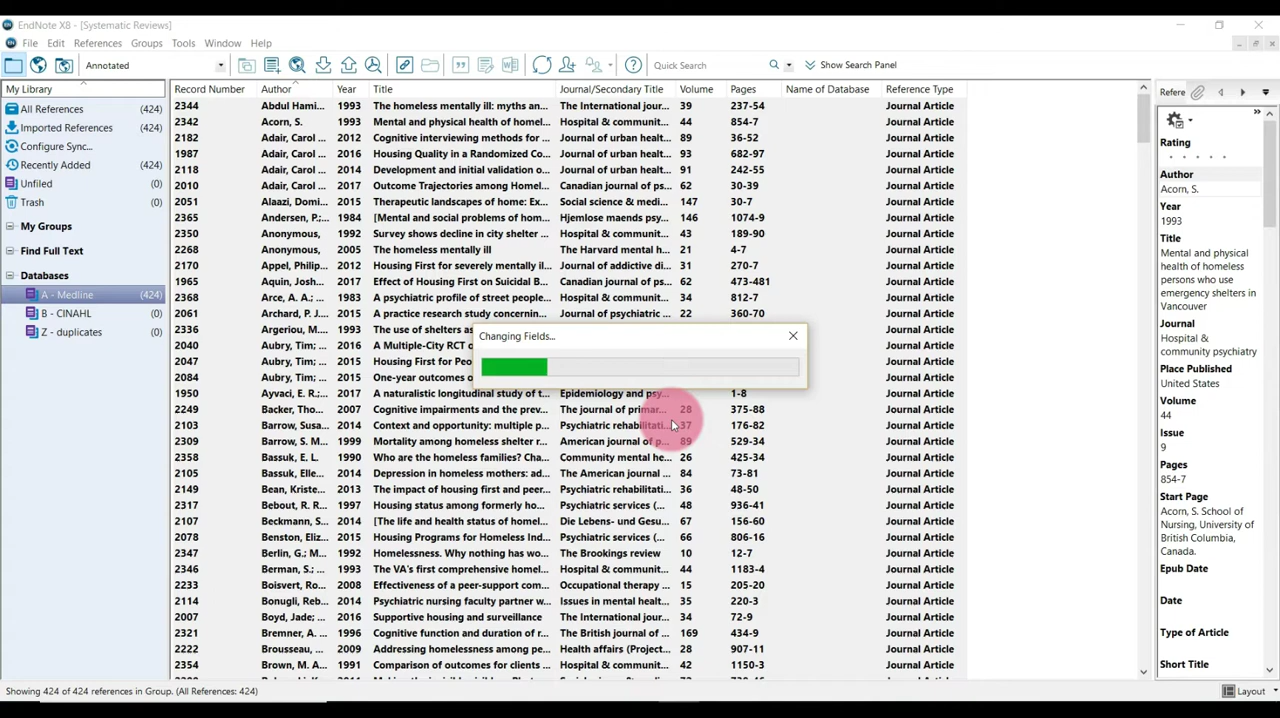 EndNote X8 - [Systematic Reviews]
File Edit References Groups Tools Window Help
Annotated Quick Search Show Search Panel
My Library
All References (424)
Imported References (424)
Configure Sync...
Recently Added (424)
Unfiled (0)
Trash (0)
My Groups
Find Full Text
Databases
A - Medline (424)
B - CINAHL (0)
Z - duplicates (0)
Record Number Author Year Title Journal/Secondary Title Volume Pages Name of Database Reference Type
2344 Abdul Hami... 1993 The homeless mentally ill: myths an... The International jour... 39 237-54 Journal Article
2342 Acorn, S. 1993 Mental and physical health of homel... Hospital & communit... 44 854-7 Journal Article
2182 Adair, Carol ... 2012 Cognitive interviewing methods for ... Journal of urban healt... 89 36-52 Journal Article
1987 Adair, Carol ... 2016 Housing Quality in a Randomized Co... Journal of urban healt... 93 682-97 Journal Article
2118 Adair, Carol ... 2014 Development and initial validation o... Journal of urban healt... 91 242-55 Journal Article
2010 Adair, Carol ... 2017 Outcome Trajectories among Homel... Canadian journal of ps... 62 30-39 Journal Article
2051 Alaazi, Domi... 2015 Therapeutic landscapes of home: Ex... Social science & medi... 147 30-7 Journal Article
2365 Andersen, P.;... 1984 [Mental and social problems of hom... Hjemlose maends psy... 146 1074-9 Journal Article
2350 Anonymous, 1992 Survey shows decline in city shelter ... Hospital & communit... 43 189-90 Journal Article
2268 Anonymous, 2005 The homeless mentally ill The Harvard mental h... 21 4-7 Journal Article
2170 Appel, Philip... 2012 Housing First for severely mentally il... Journal of addictive di... 31 270-7 Journal Article
1965 Aquin, Josh... 2017 Effect of Housing First on Suicidal B... Canadian journal of ps... 62 473-481 Journal Article
2368 Arce, A. A.; ... 1983 A psychiatric profile of street people... Hospital & communit... 34 812-7 Journal Article
2061 Archard, P. J... 2015 A practice research study concernin... Journal of psychiatric ... 22 360-70 Journal Article
2336 Argeriou, M.... 1993 The use of shelters as Journal Article
2040 Aubry, Tim; ... 2016 A Multiple-City RCT o Journal Article
2047 Aubry, Tim; ... 2015 Housing First for Peo Journal Article
2084 Aubry, Tim; ... 2015 One-year outcomes o Journal Article
1950 Ayvaci, E. R.;... 2017 A naturalistic longitudinal study of t... Epidemiology and psy... 1-8 Journal Article
2249 Backer, Tho... 2007 Cognitive impairments and the prev... The journal of primar... 28 375-88 Journal Article
2103 Barrow, Susa... 2014 Context and opportunity: multiple p... Psychiatric rehabilitati... 37 176-82 Journal Article
2309 Barrow, S. M... 1999 Mortality among homeless shelter r... American journal of p... 89 529-34 Journal Article
2358 Bassuk, E. L. 1990 Who are the homeless families? Cha... Community mental he... 26 425-34 Journal Article
2105 Bassuk, Elle... 2014 Depression in homeless mothers: ad... The American journal ... 84 73-81 Journal Article
2149 Bean, Kriste... 2013 The impact of housing first and peer... Psychiatric rehabilitati... 36 48-50 Journal Article
2317 Bebout, R. R... 1997 Housing status among formerly ho... Psychiatric services (... 48 936-41 Journal Article
2107 Beckmann, S... 2014 [The life and health status of homel... Die Lebens- und Gesu... 67 156-60 Journal Article
2078 Benston, Eliz... 2015 Housing Programs for Homeless Ind... Psychiatric services (... 66 806-16 Journal Article
2347 Berlin, G.; M... 1992 Homelessness. Why nothing has wo... The Brookings review 10 12-7 Journal Article
2346 Berman, S.; ... 1993 The VA's first comprehensive homel... Hospital & communit... 44 1183-4 Journal Article
2233 Boisvert, Ro... 2008 Effectiveness of a peer-support com... Occupational therapy ... 15 205-20 Journal Article
2114 Bonugli, Reb... 2014 Psychiatric nursing faculty partner w... Issues in mental healt... 35 220-3 Journal Article
2007 Boyd, Jade; ... 2016 Supportive housing and surveillance The International jour... 34 72-9 Journal Article
2321 Bremner, A. ... 1996 Cognitive function and duration of r... The British journal of ... 169 434-9 Journal Article
2222 Brousseau, ... 2009 Addressing homelessness among pe... Health affairs (Project... 28 907-11 Journal Article
2354 Brown, M. A... 1991 Comparison of outcomes for clients ... Hospital & communit... 42 1150-3 Journal Article
Changing Fields...
Refere
Rating
Author
Acorn, S.
Year
1993
Title
Mental and physical
health of homeless
persons who use
emergency shelters in
Vancouver
Journal
Hospital &
community psychiatry
Place Published
United States
Volume
44
Issue
9
Pages
854-7
Start Page
Acorn, S. School of
Nursing, University of
British Columbia,
Canada.
Epub Date
Date
Type of Article
Short Title
Showing 424 of 424 references in Group. (All References: 424)
Layout